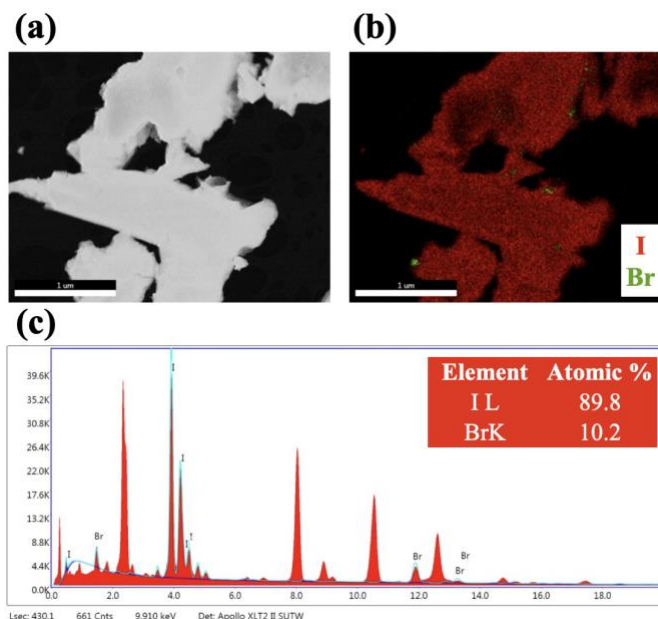 (a)
(b)
1 um
1 um
I
Br
(c)
39.6K
35.2K
30.8K
26.4K
22.0K
17.6K
13.2K
8.8K
4.4K
0.0K
I
I
I I
I
Br
Br
Br
Br
0.0 2.0 4.0 6.0 8.0 10.0 12.0 14.0 16.0 18.0
Element Atomic %
I L 89.8
BrK 10.2
Lsec: 430.1 661 Cnts 9.910 keV Det: Apollo XLT2 II SUTW